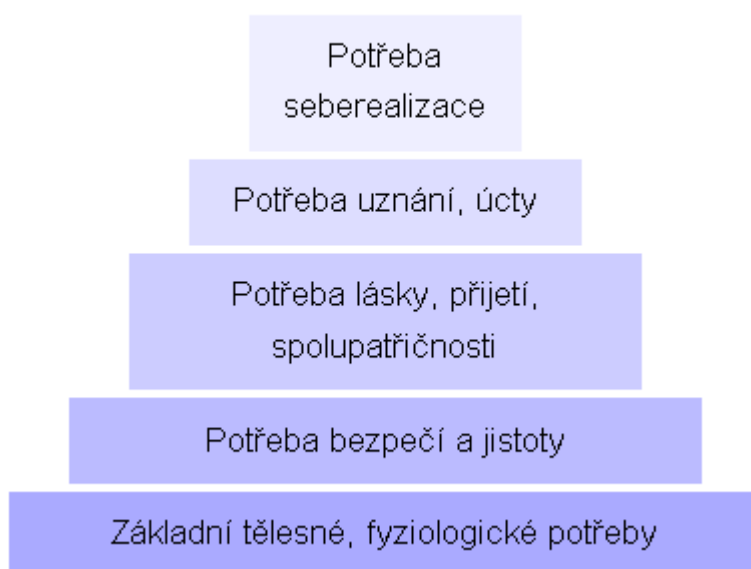 Potřeba
seberealizace
Potřeba uznání, úcty
Potřeba lásky, přijetí,
spolupatřičnosti
Potřeba bezpečí a jistoty
Základní tělesné, fyziologické potřeby